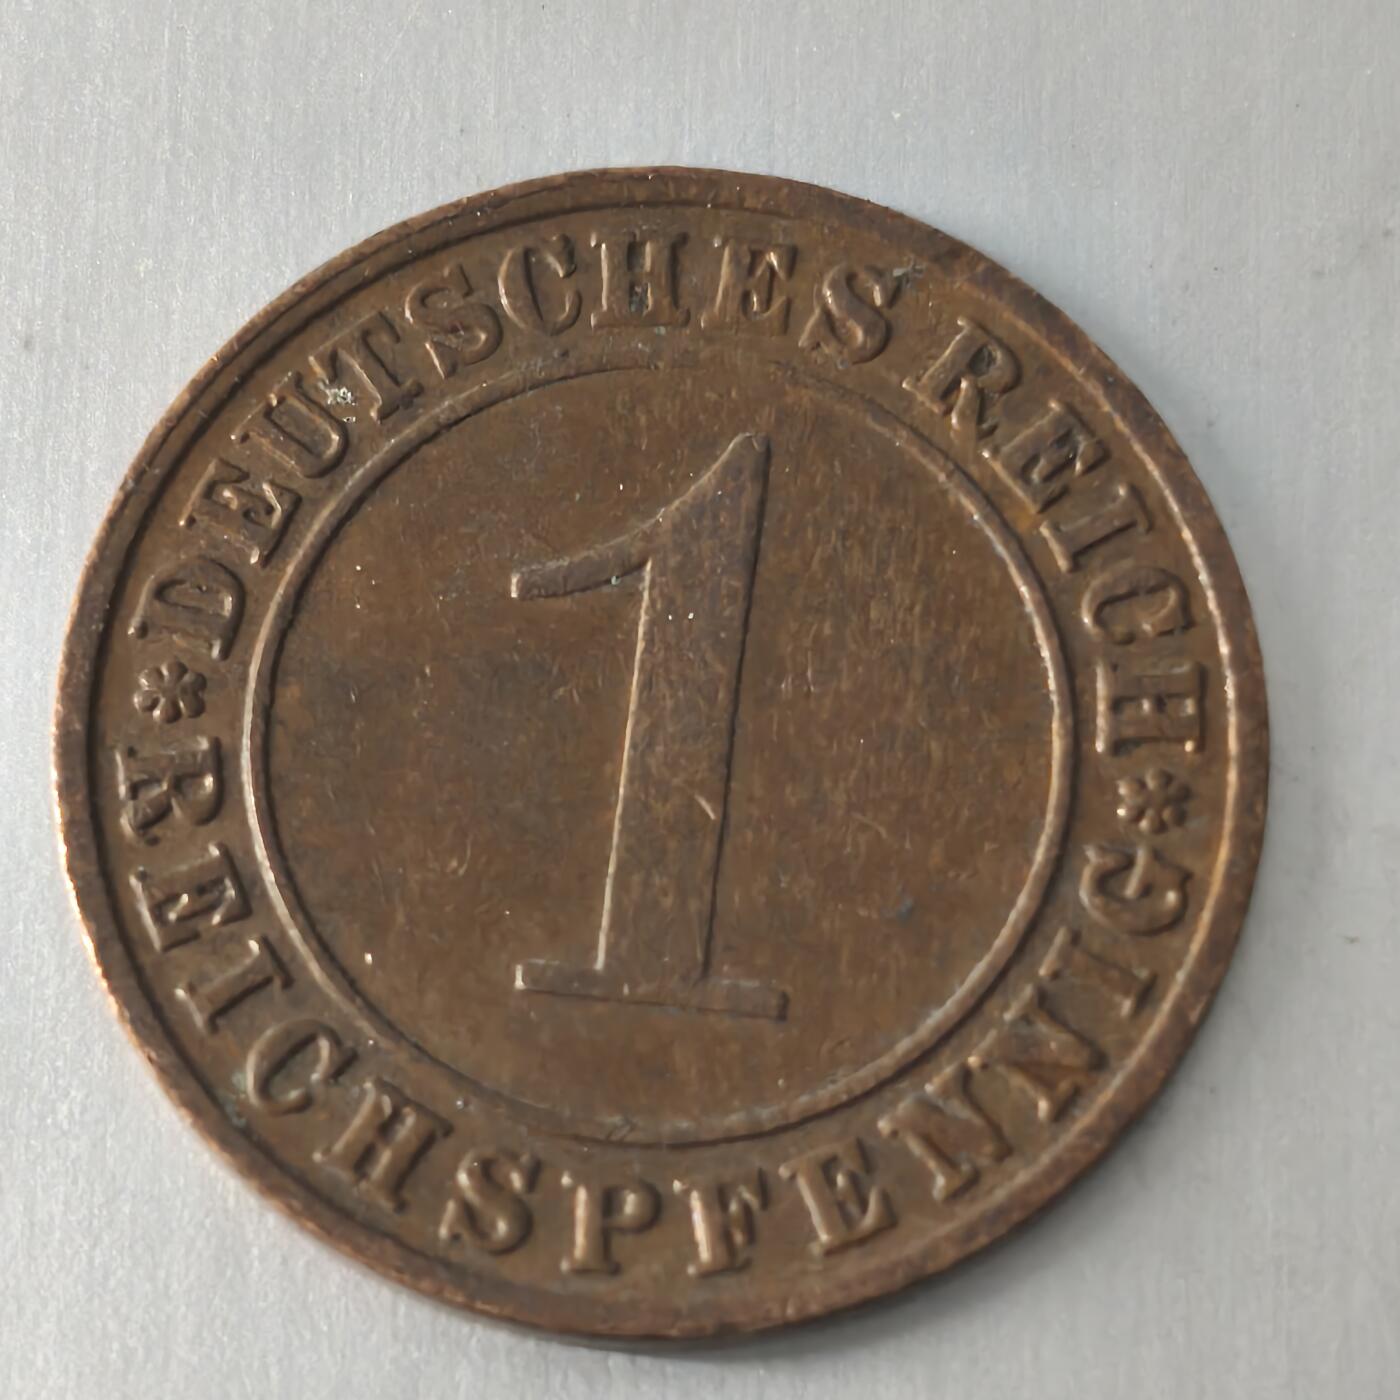 DEUTSCHES REICH
1
REICHSPFENNIG